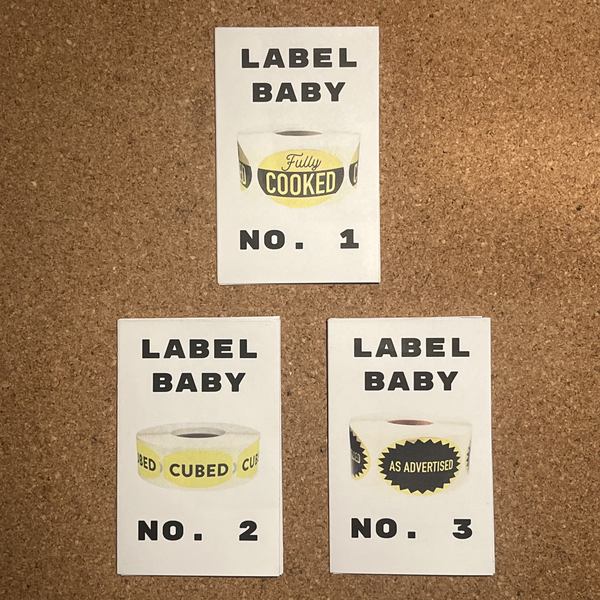 LABEL
BABY
Fully
COOKED
NO. 1
LABEL
BABY
CUBED
NO. 2
LABEL
BABY
AS ADVERTISED
NO. 3